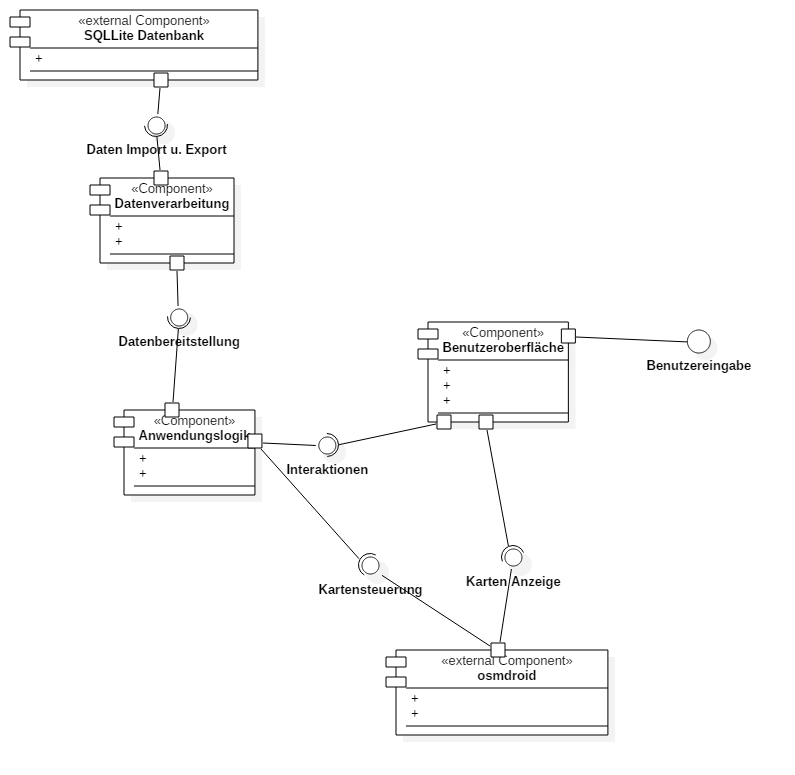 «external Component»
SQLLite Datenbank
+
Daten Import u. Export
«Component»
Datenverarbeitung
+
+
Datenbereitstellung
«Component»
Benutzeroberfläche
+
+
+
Benutzereingabe
«Component»
Anwendungslogik
+
+
Interaktionen
Kartensteuerung
Karten Anzeige
«external Component»
osmdroid
+
+